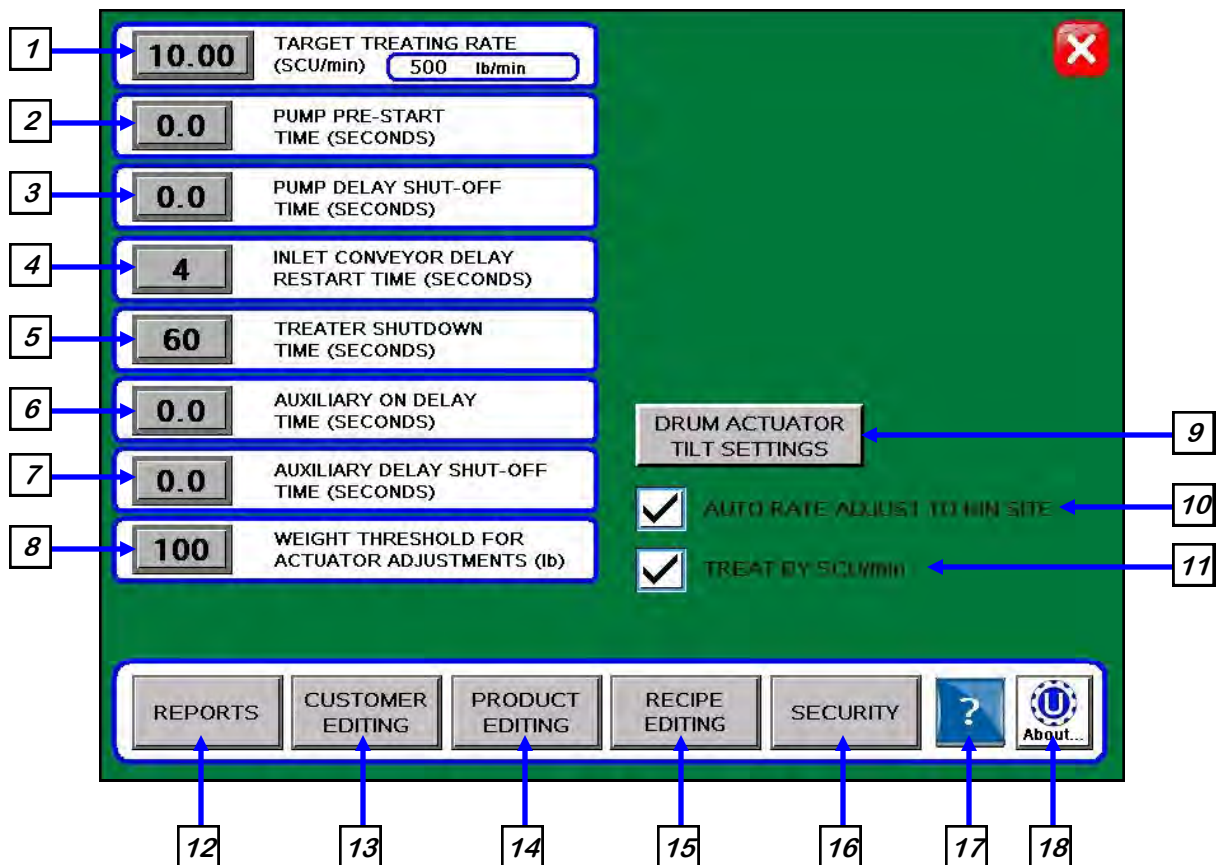 1
10.00
TARGET TREATING RATE
(SCU/min) 500 lb/min
2
0.0
PUMP PRE-START
TIME (SECONDS)
3
0.0
PUMP DELAY SHUT-OFF
TIME (SECONDS)
4
4
INLET CONVEYOR DELAY
RESTART TIME (SECONDS)
5
60
TREATER SHUTDOWN
TIME (SECONDS)
6
0.0
AUXILIARY ON DELAY
TIME (SECONDS)
7
0.0
AUXILIARY DELAY SHUT-OFF
TIME (SECONDS)
8
100
WEIGHT THRESHOLD FOR
ACTUATOR ADJUSTMENTS (lb)
DRUM ACTUATOR
TILT SETTINGS
9
AUTO RATE ADJUST TO BIN SITE
10
TREAT BY SCU/min
11
REPORTS
CUSTOMER
EDITING
PRODUCT
EDITING
RECIPE
EDITING
SECURITY
?
U
About...
12
13
14
15
16
17
18